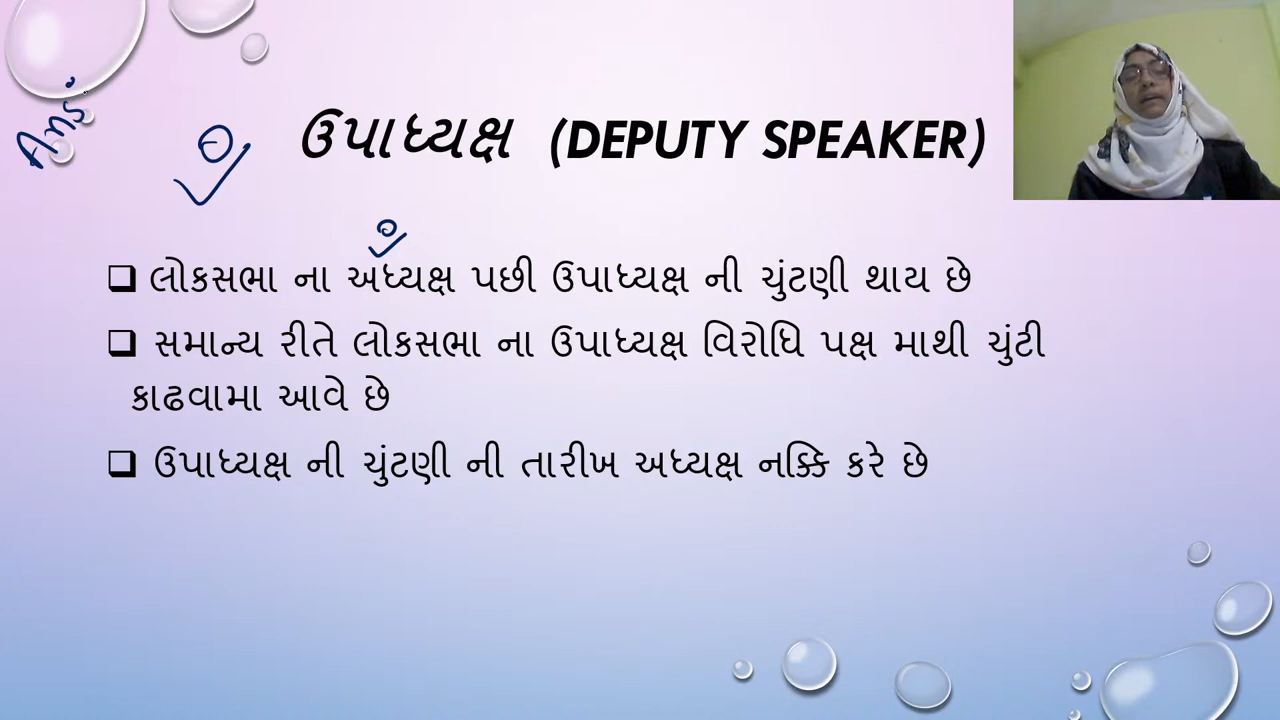 Ans:
ઉપાધ્યક્ષ (DEPUTY SPEAKER)
લોકસભા ના અધ્યક્ષ પછી ઉપાધ્યક્ષ ની ચુંટણી થાય છે
સમાન્ય રીતે લોકસભા ના ઉપાધ્યક્ષ વિરોધિ પક્ષ માથી ચુંટી
કાઢવામા આવે છે
ઉપાધ્યક્ષ ની ચુંટણી ની તારીખ અધ્યક્ષ નક્કિ કરે છે